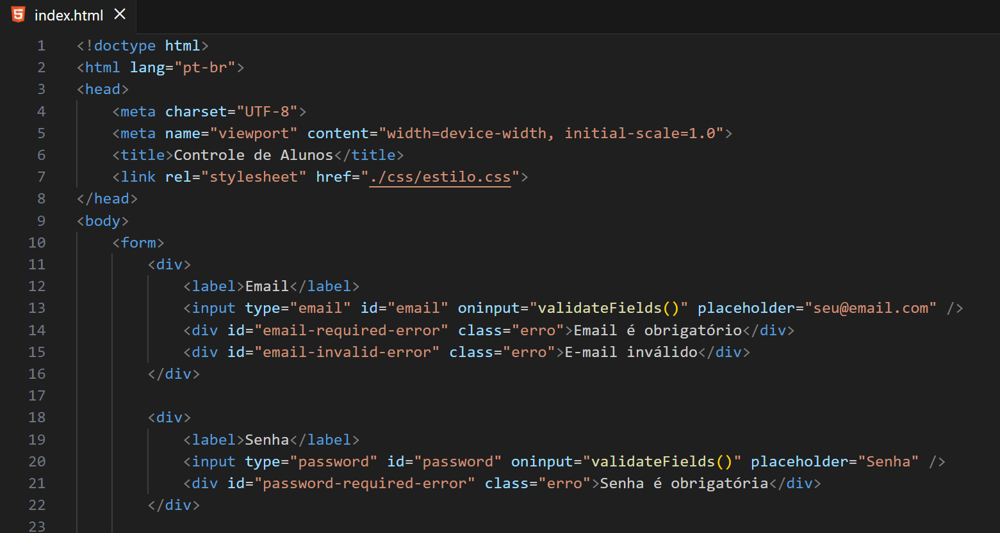 index.html
1 <!doctype html>
2 <html lang="pt-br">
3 <head>
4     <meta charset="UTF-8">
5     <meta name="viewport" content="width=device-width, initial-scale=1.0">
6     <title>Controle de Alunos</title>
7     <link rel="stylesheet" href="./css/estilo.css">
8 </head>
9 <body>
10     <form>
11         <div>
12             <label>Email</label>
13             <input type="email" id="email" oninput="validateFields()" placeholder="seu@email.com" />
14             <div id="email-required-error" class="erro">Email é obrigatório</div>
15             <div id="email-invalid-error" class="erro">E-mail inválido</div>
16         </div>
17
18         <div>
19             <label>Senha</label>
20             <input type="password" id="password" oninput="validateFields()" placeholder="Senha" />
21             <div id="password-required-error" class="erro">Senha é obrigatória</div>
22         </div>
23